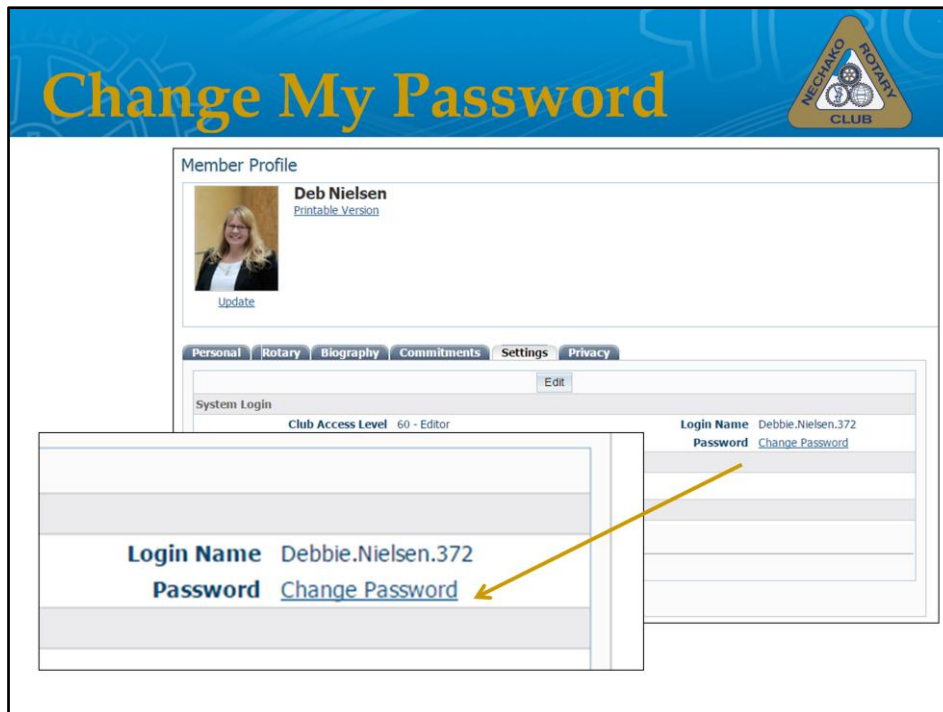 Change My Password
NECHAKO ROTARY
CLUB
Member Profile
Deb Nielsen
Printable Version
Update
Personal Rotary Biography Commitments Settings Privacy
Edit
System Login
Club Access Level 60 - Editor
Login Name Debbie.Nielsen.372
Password Change Password
Login Name Debbie.Nielsen.372
Password Change Password